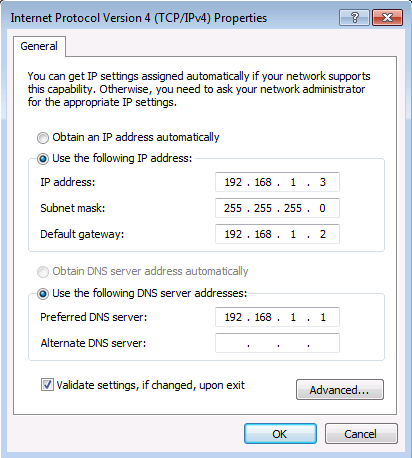 Internet Protocol Version 4 (TCP/IPv4) Properties
General
You can get IP settings assigned automatically if your network supports
this capability. Otherwise, you need to ask your network administrator
for the appropriate IP settings.
Obtain an IP address automatically
Use the following IP address:
IP address: 192 . 168 . 1 . 3
Subnet mask: 255 . 255 . 255 . 0
Default gateway: 192 . 168 . 1 . 2
Obtain DNS server address automatically
Use the following DNS server addresses:
Preferred DNS server: 192 . 168 . 1 . 1
Alternate DNS server: . . .
Validate settings, if changed, upon exit
Advanced...
OK Cancel